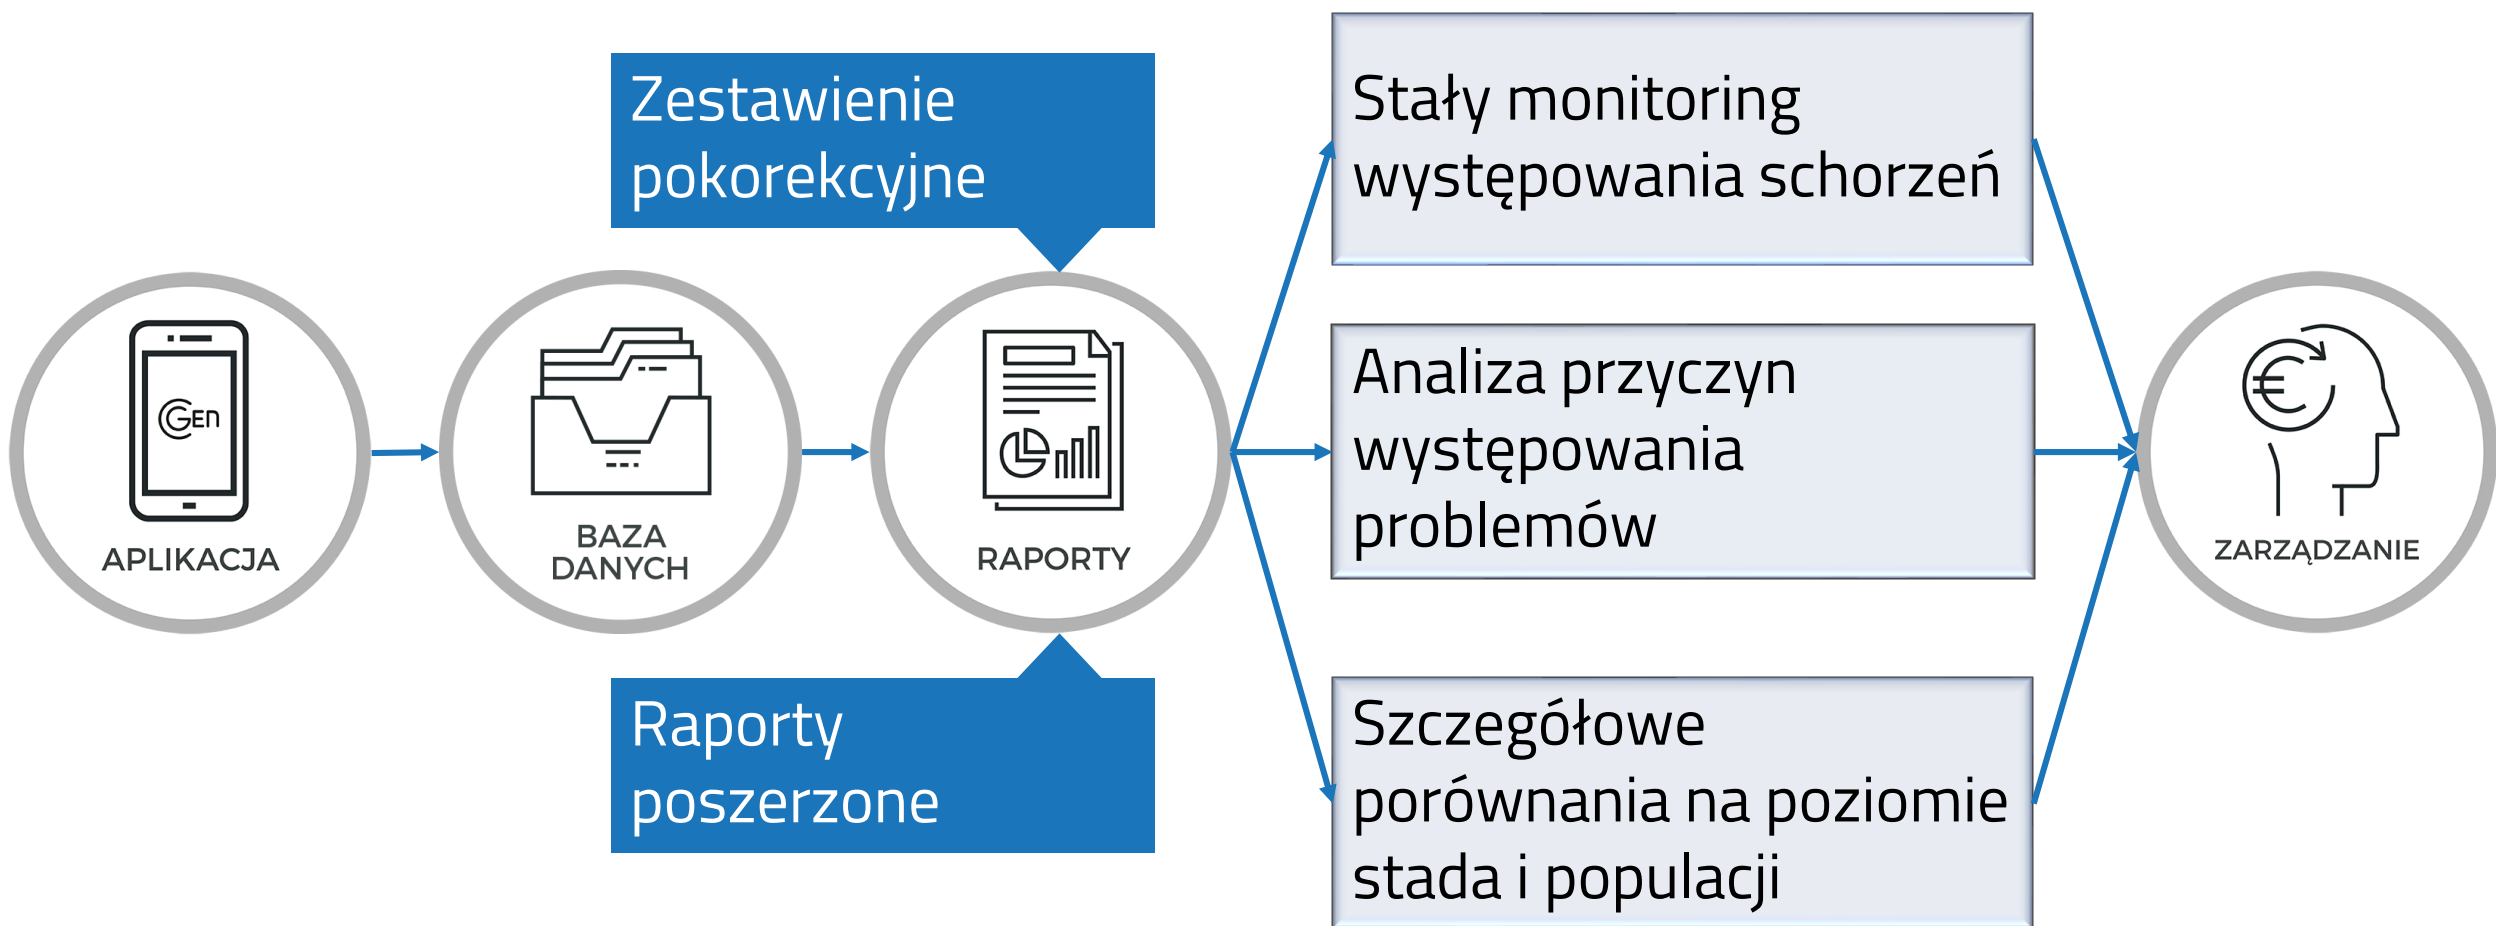 Zestawienie
pokorekcyjne
Stały monitoring
występowania schorzeń
GEN
APLIKACJA
BAZA
DANYCH
RAPORTY
Analiza przyczyn
występowania
problemów
ZARZĄDZANIE
Raporty
poszerzone
Szczegółowe
porównania na poziomie
stada i populacji